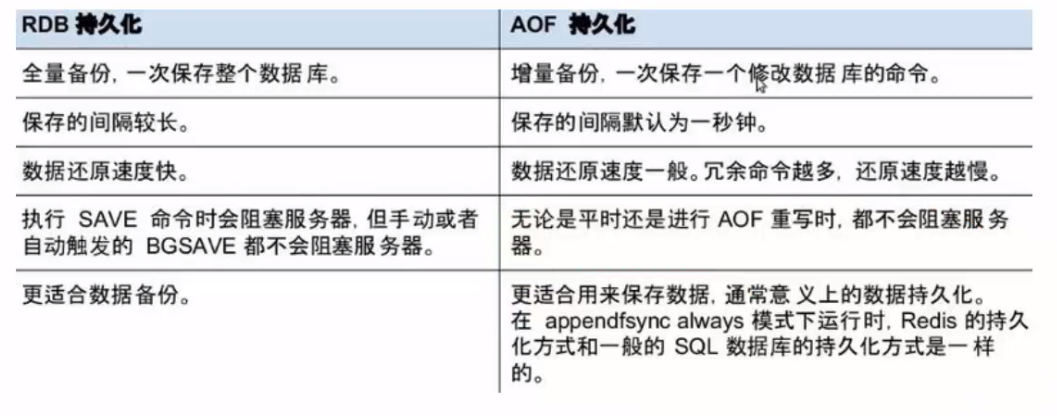 RDB 持久化
AOF 持久化
全量备份，一次保存整个数据库。
增量备份，一次保存一个修改数据库的命令。
保存的间隔较长。
保存的间隔默认为一秒钟。
数据还原速度快。
数据还原速度一般。冗余命令越多，还原速度越慢。
执行 SAVE 命令时会阻塞服务器，但手动或者
自动触发的 BGSAVE 都不会阻塞服务器。
无论是平时还是进行 AOF 重写时，都不会阻塞服务
器。
更适合数据备份。
更适合用来保存数据，通常意义上的数据持久化。
在 appendfsync always 模式下运行时，Redis 的持久
化方式和一般的 SQL 数据库的持久化方式是一样
的。